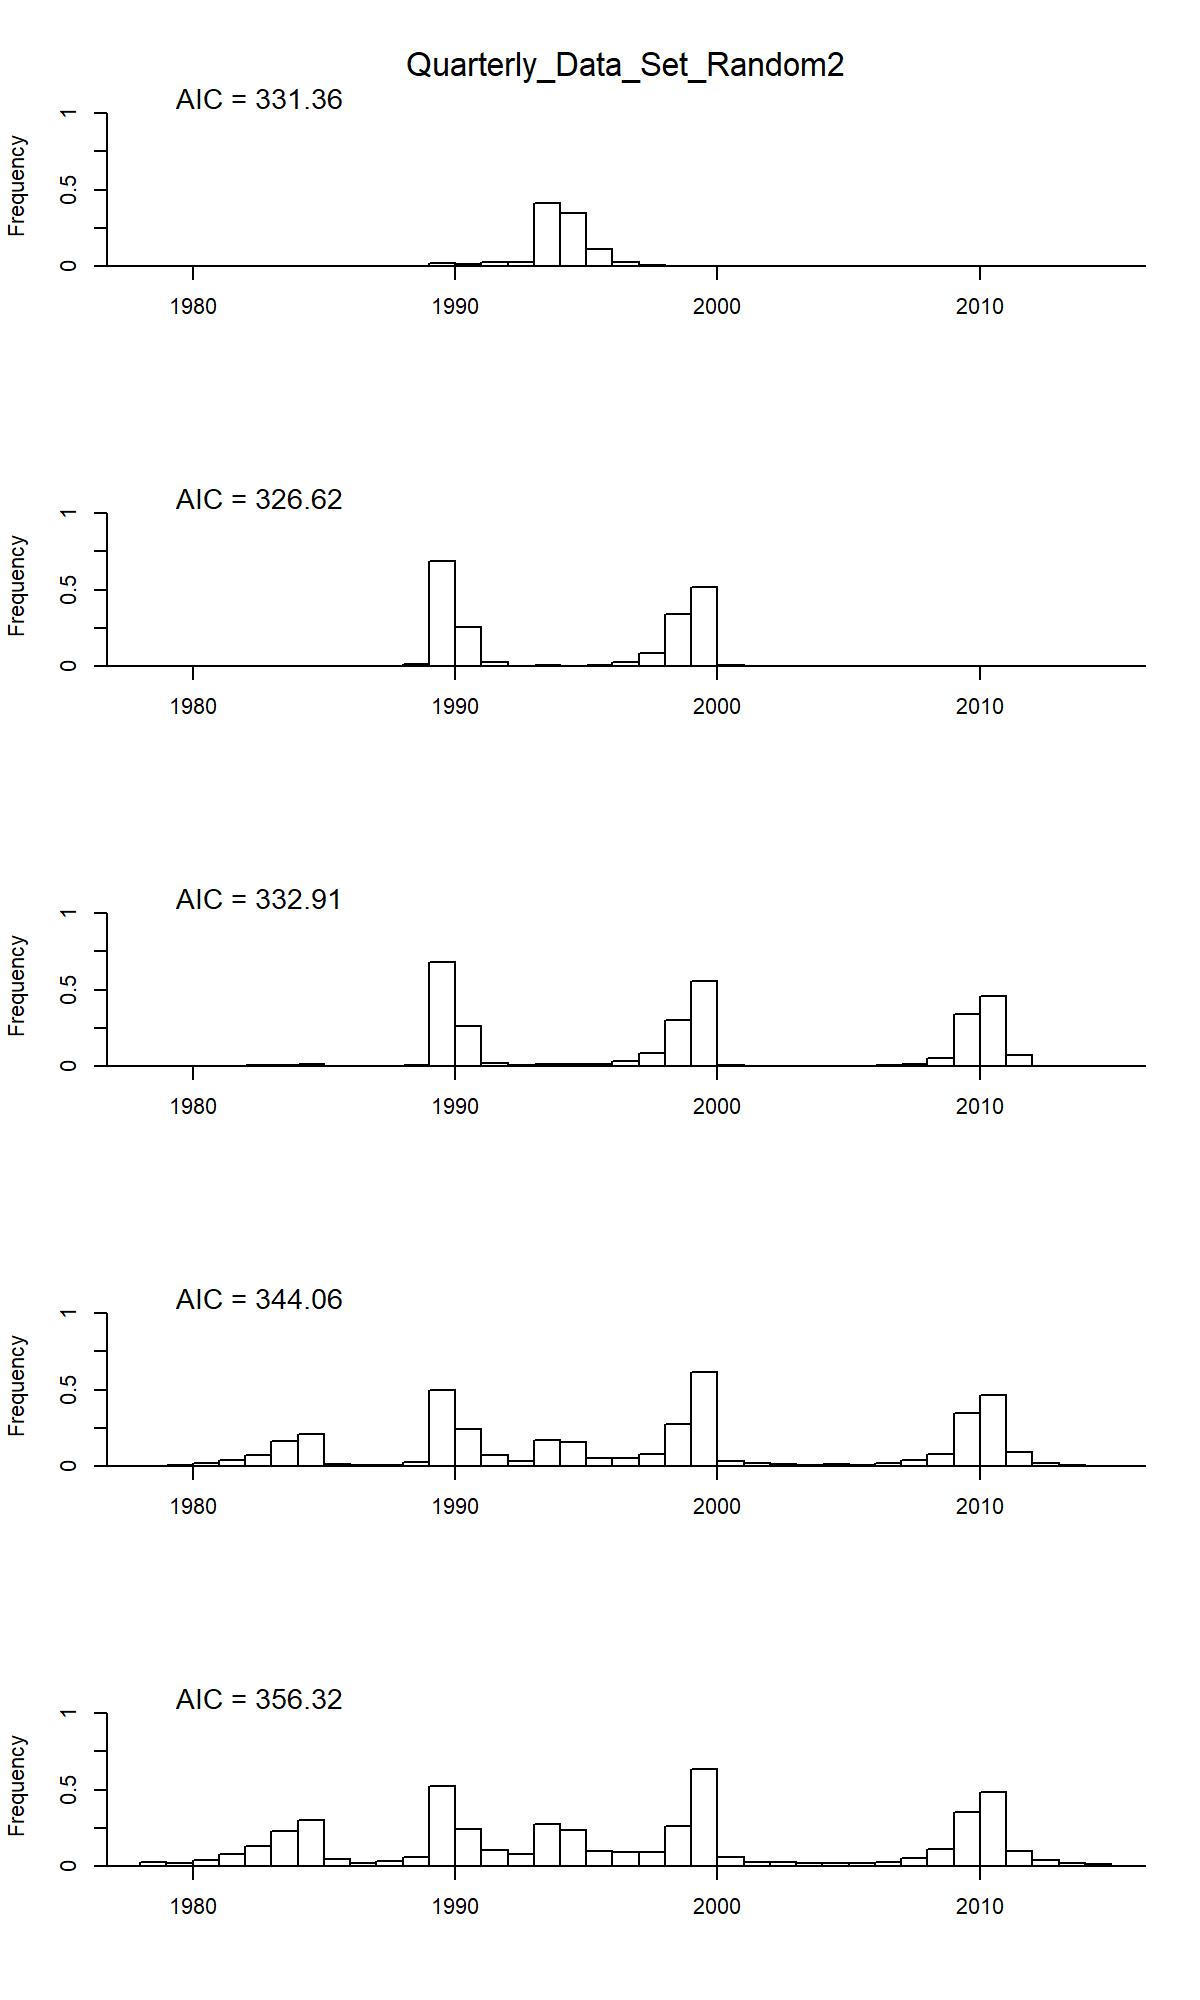 Quarterly_Data_Set_Random2
AIC = 331.36
Frequency
1
0.5
0
1980 1990 2000 2010
AIC = 326.62
Frequency
1
0.5
0
1980 1990 2000 2010
AIC = 332.91
Frequency
1
0.5
0
1980 1990 2000 2010
AIC = 344.06
Frequency
1
0.5
0
1980 1990 2000 2010
AIC = 356.32
Frequency
1
0.5
0
1980 1990 2000 2010